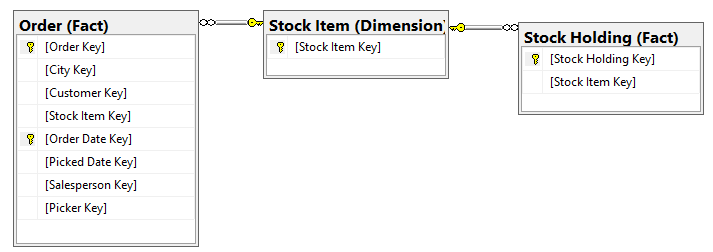 Order (Fact)
[Order Key]
[City Key]
[Customer Key]
[Stock Item Key]
[Order Date Key]
[Picked Date Key]
[Salesperson Key]
[Picker Key]
Stock Item (Dimension)
[Stock Item Key]
Stock Holding (Fact)
[Stock Holding Key]
[Stock Item Key]